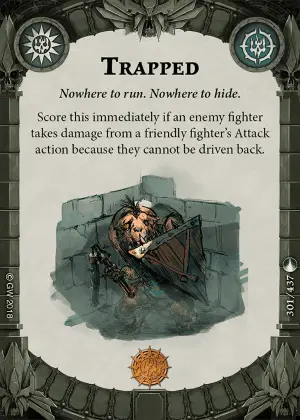 TRAPPED
Nowhere to run. Nowhere to hide.
Score this immediately if an enemy fighter
takes damage from a friendly fighter's Attack
action because they cannot be driven back.
© GW 2018
301/437